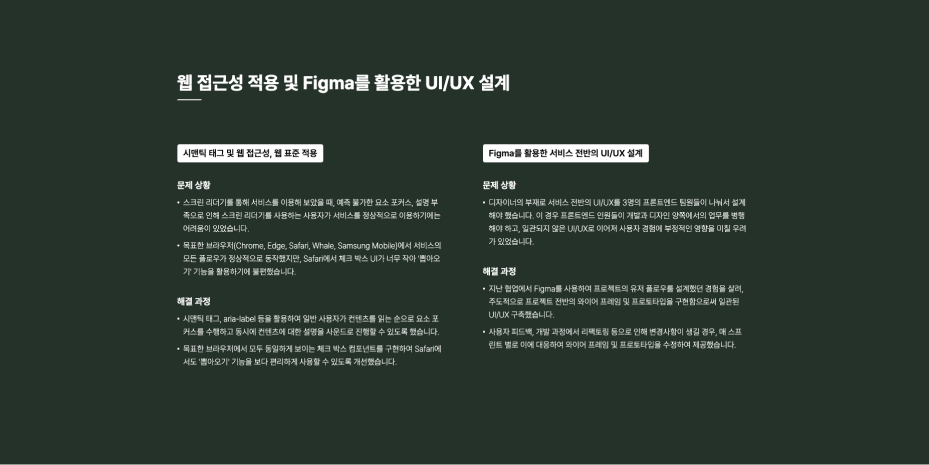 웹 접근성 적용 및 Figma를 활용한 UI/UX 설계
시맨틱 태그 및 웹 접근성, 웹 표준 적용
문제 상황
• 스크린 리더기를 통해 서비스를 이용해 보았을 때, 예측 불가한 요소 포커스, 설명 부
족으로 인해 스크린 리더기를 사용하는 사용자가 서비스를 정상적으로 이용하기에는
어려움이 있었습니다.
• 목표한 브라우저(Chrome, Edge, Safari, Whale, Samsung Mobile)에서 서비스의
모든 플로우가 정상적으로 동작했지만, Safari에서 체크 박스 UI가 너무 작아 '뽑아오
기' 기능을 활용하기에 불편했습니다.
해결 과정
• 시맨틱 태그, aria-label 등을 활용하여 일반 사용자가 컨텐츠를 읽는 순으로 요소 포
커스를 수행하고 동시에 컨텐츠에 대한 설명을 사운드로 진행할 수 있도록 했습니다.
• 목표한 브라우저에서 모두 동일하게 보이는 체크 박스 컴포넌트를 구현하여 Safari에
서도 '뽑아오기' 기능을 보다 편리하게 사용할 수 있도록 개선했습니다.
Figma를 활용한 서비스 전반의 UI/UX 설계
문제 상황
• 디자이너의 부재로 서비스 전반의 UI/UX를 3명의 프론트엔드 팀원들이 나눠서 설계
해야 했습니다. 이 경우 프론트엔드 인원들이 개발과 디자인 양쪽에서의 업무를 병행
해야 하고, 일관되지 않은 UI/UX로 이어져 사용자 경험에 부정적인 영향을 미칠 우려
가 있었습니다.
해결 과정
• 지난 협업에서 Figma를 사용하여 프로젝트의 유저 플로우를 설계했던 경험을 살려,
주도적으로 프로젝트 전반의 와이어 프레임 및 프로토타입을 구현함으로써 일관된
UI/UX 구축했습니다.
• 사용자 피드백, 개발 과정에서 리팩토링 등으로 인해 변경사항이 생길 경우, 매 스프
린트 별로 이에 대응하여 와이어 프레임 및 프로토타입을 수정하여 제공했습니다.